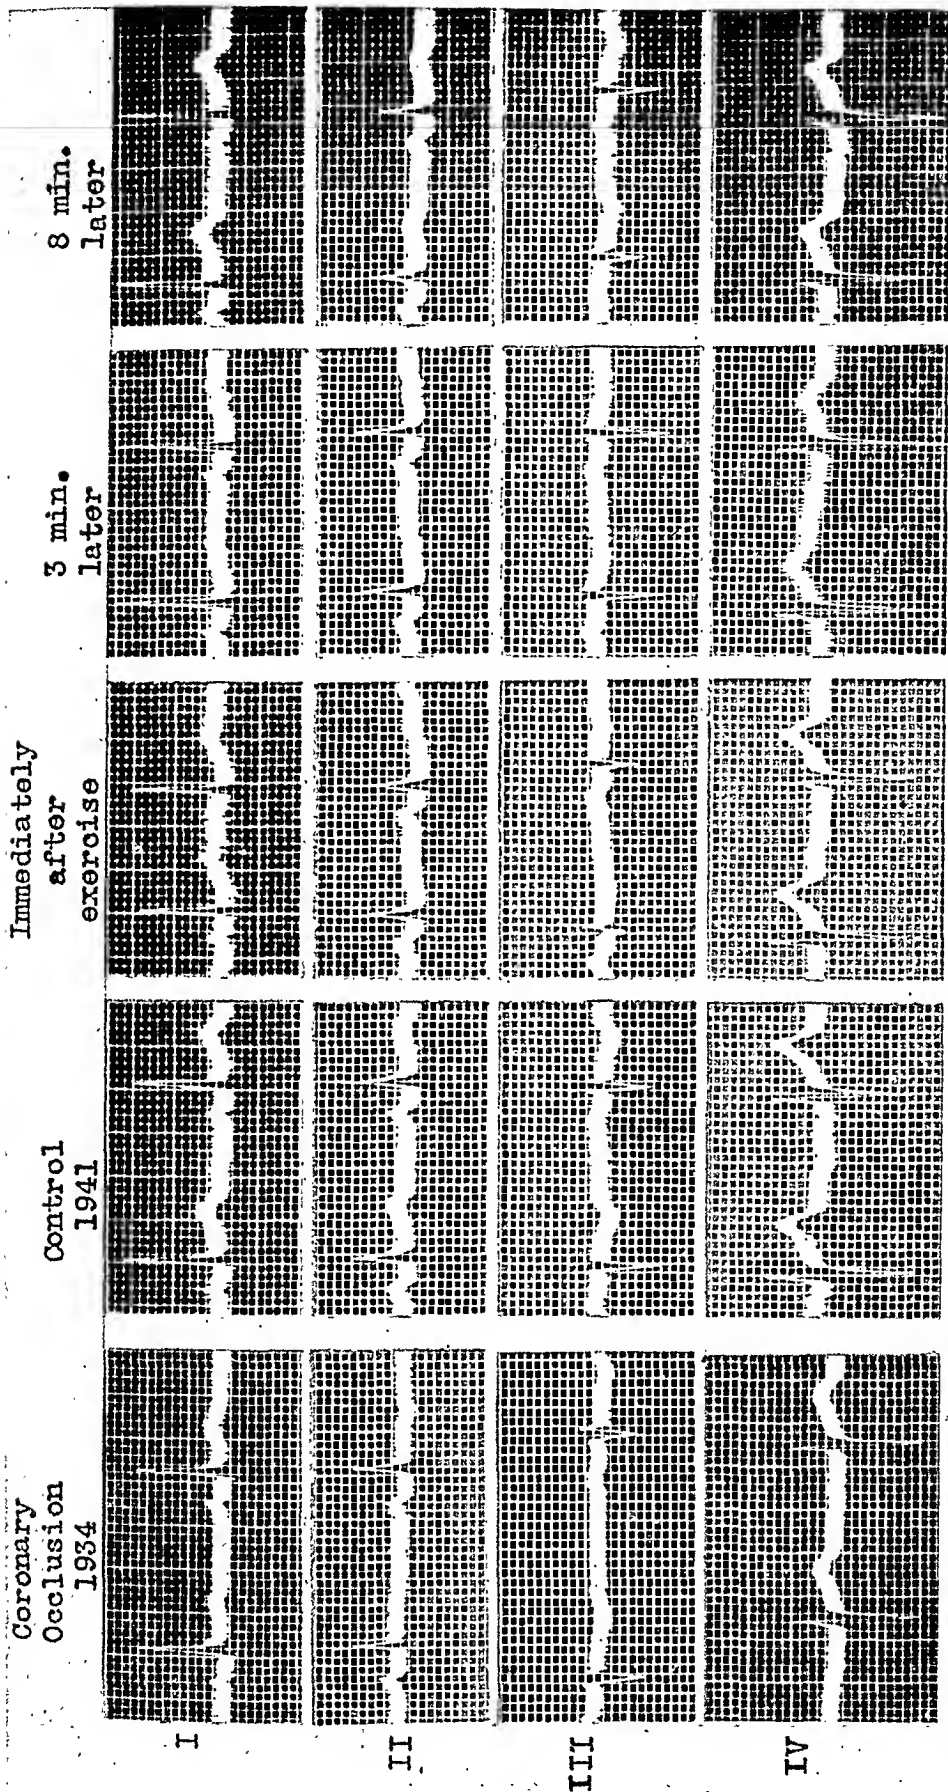 Coronary
Occlusion
1934
Control
1941
Immediately
after
exercise
3 min.
later
8 min.
later
I
II
III
IV